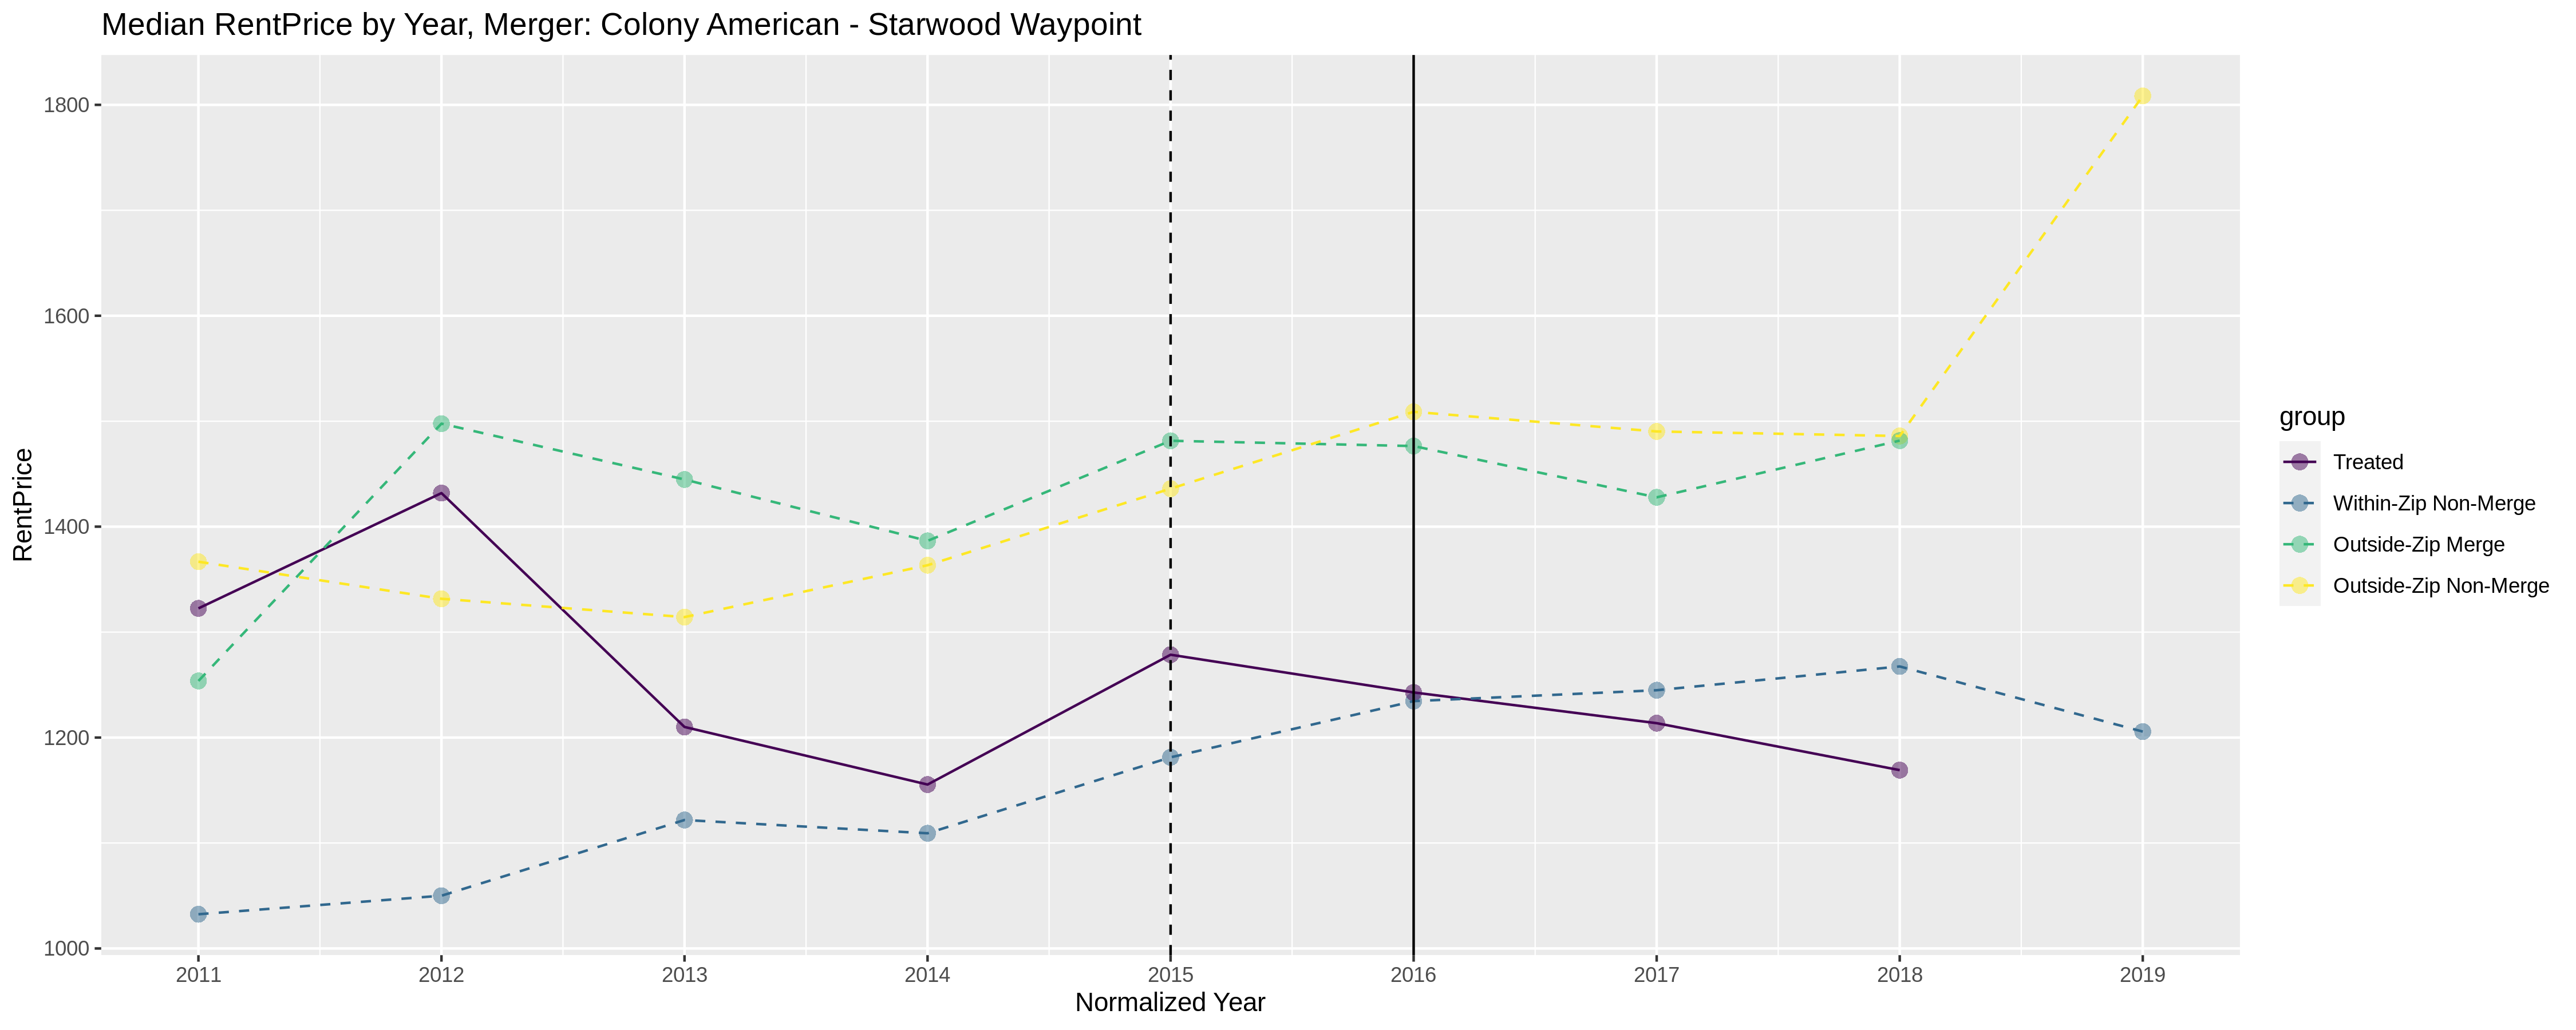 Median RentPrice by Year, Merger: Colony American - Starwood Waypoint
RentPrice
1800
1600
1400
1200
1000
2011 2012 2013 2014 2015 2016 2017 2018 2019
Normalized Year
group
Treated
Within-Zip Non-Merge
Outside-Zip Merge
Outside-Zip Non-Merge